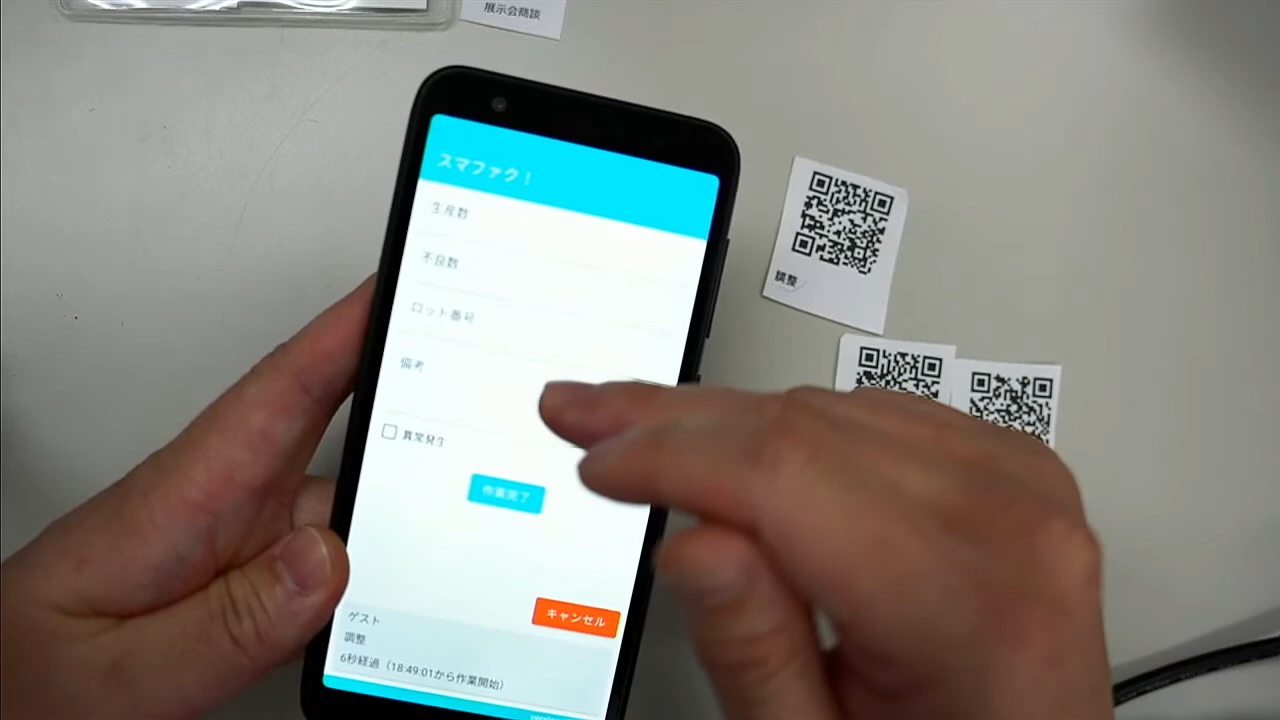 展示会商談
スマファク！
生産数
不良数
ロット番号
備考
異常発生
作業完了
キャンセル
ゲスト
調整
6秒経過（18:49:01から作業開始）
調整